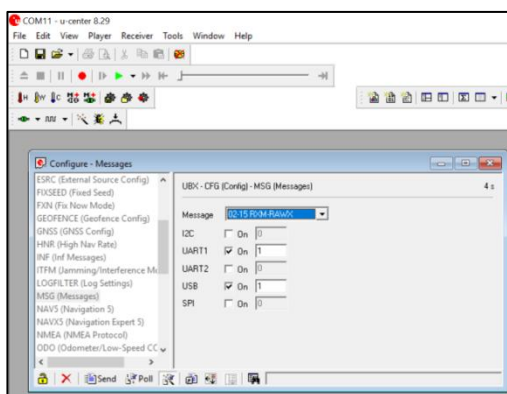 COM11 - u-center 8.29
File Edit View Player Receiver Tools Window Help
Configure - Messages
ESRC (External Source Config)
FIXSEED (Fixed Seed)
FXN (Fix Now Mode)
GEOFENCE (Geofence Config)
GNSS (GNSS Config)
HNR (High Nav Rate)
INF (Inf Messages)
ITFM (Jamming/Interference Mo
LOGFILTER (Log Settings)
MSG (Messages)
NAV5 (Navigation 5)
NAVX5 (Navigation Expert 5)
NMEA (NMEA Protocol)
ODO (Odometer/Low-Speed CO
UBX - CFG (Config) - MSG (Messages) 4 s
Message 02-15 RXM-RAWX
I2C On 0
UART1 On 1
UART2 On 0
USB On 1
SPI On 0
Send Poll